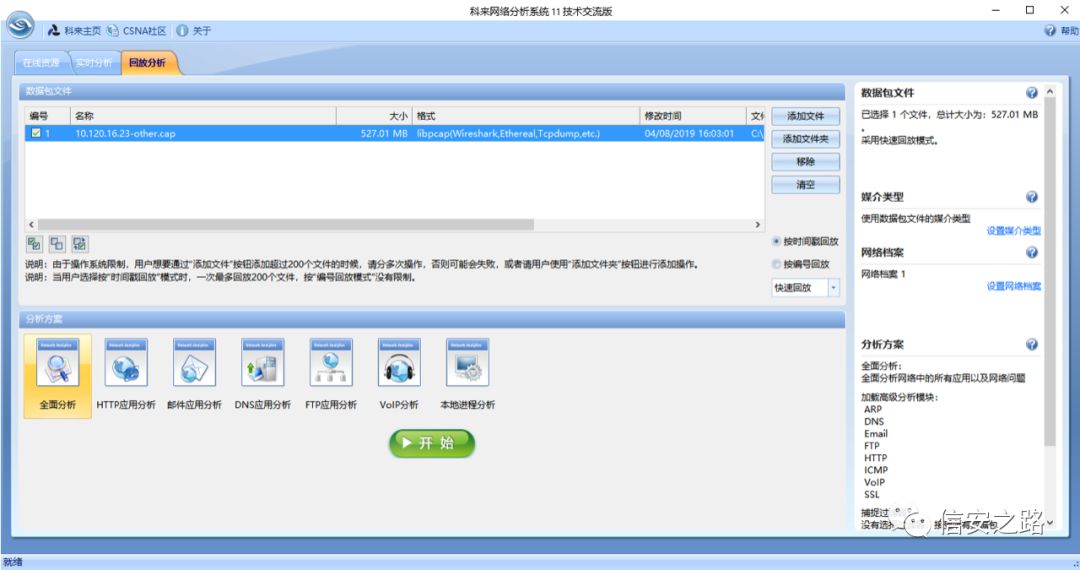 科来网络分析系统 11 技术交流版
科来主页 CSNA社区 关于 帮助
在线资源 实时分析 回放分析
数据包文件
编号 名称 大小 格式 修改时间 文件
1 10.120.16.23-other.cap 527.01 MB libpcap(Wireshark,Ethereal,Tcpdump,etc.) 04/08/2019 16:03:01 C:\
添加文件
添加文件夹
移除
清空
按时间戳回放
按编号回放
快速回放
说明：由于操作系统限制，用户想要通过"添加文件"按钮添加超过200个文件的时候，请分多次操作，否则可能会失败，或者请用户使用"添加文件夹"按钮进行添加操作。
说明：当用户选择按"时间戳回放"模式时，一次最多回放200个文件，按"编号回放模式"没有限制。
分析方案
全面分析 HTTP应用分析 邮件应用分析 DNS应用分析 FTP应用分析 VoIP分析 本地进程分析
开 始
数据包文件
已选择 1 个文件，总计大小为：527.01 MB
。
采用快速回放模式。
媒介类型
使用数据包文件的媒介类型
设置媒介类型
网络档案
网络档案 1
设置网络档案
分析方案
全面分析：
全面分析网络中的所有应用以及网络问题
加载高级分析模块：
ARP
DNS
Email
FTP
HTTP
ICMP
VoIP
SSL
捕捉过
没有选
信安之路
就绪